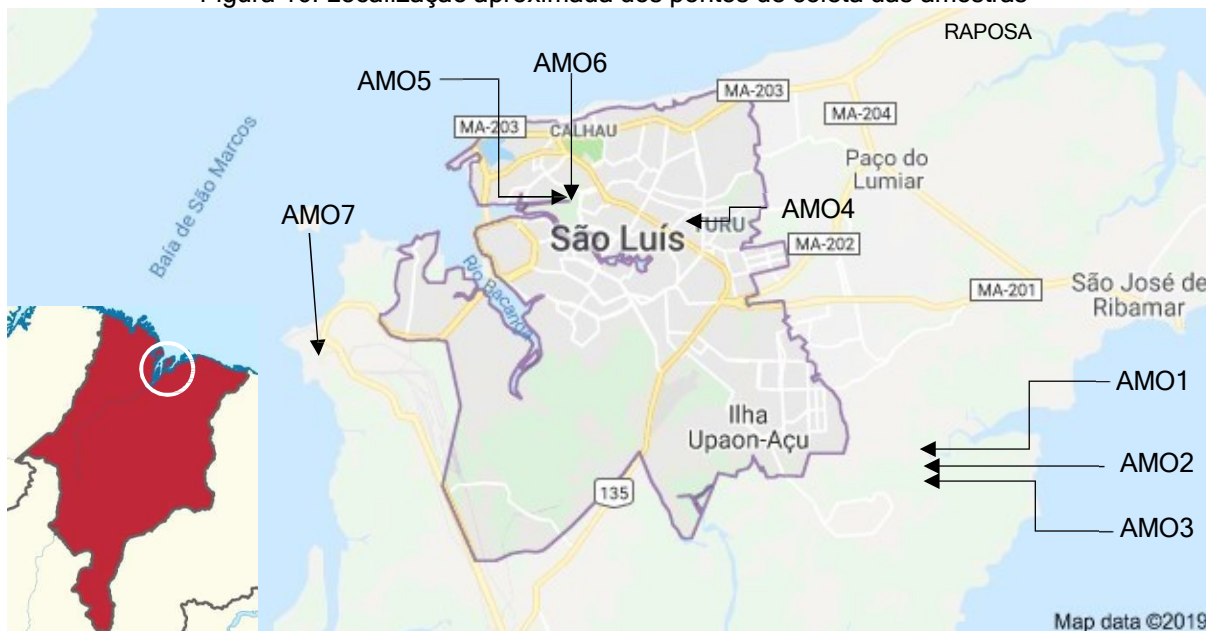 Figura 10: Localização aproximada dos pontos de coleta das amostras
RAPOSA
AMO5
AMO6
MA-203
MA-203
MA-204
CALHAU
Paço do
Lumiar
Baía de São Marcos
AMO7
AMO4
TURU
São Luís
MA-202
Rio Bacanga
MA-201
São José de
Ribamar
AMO1
Ilha
Upaon-Açu
AMO2
135
AMO3
Map data ©2019